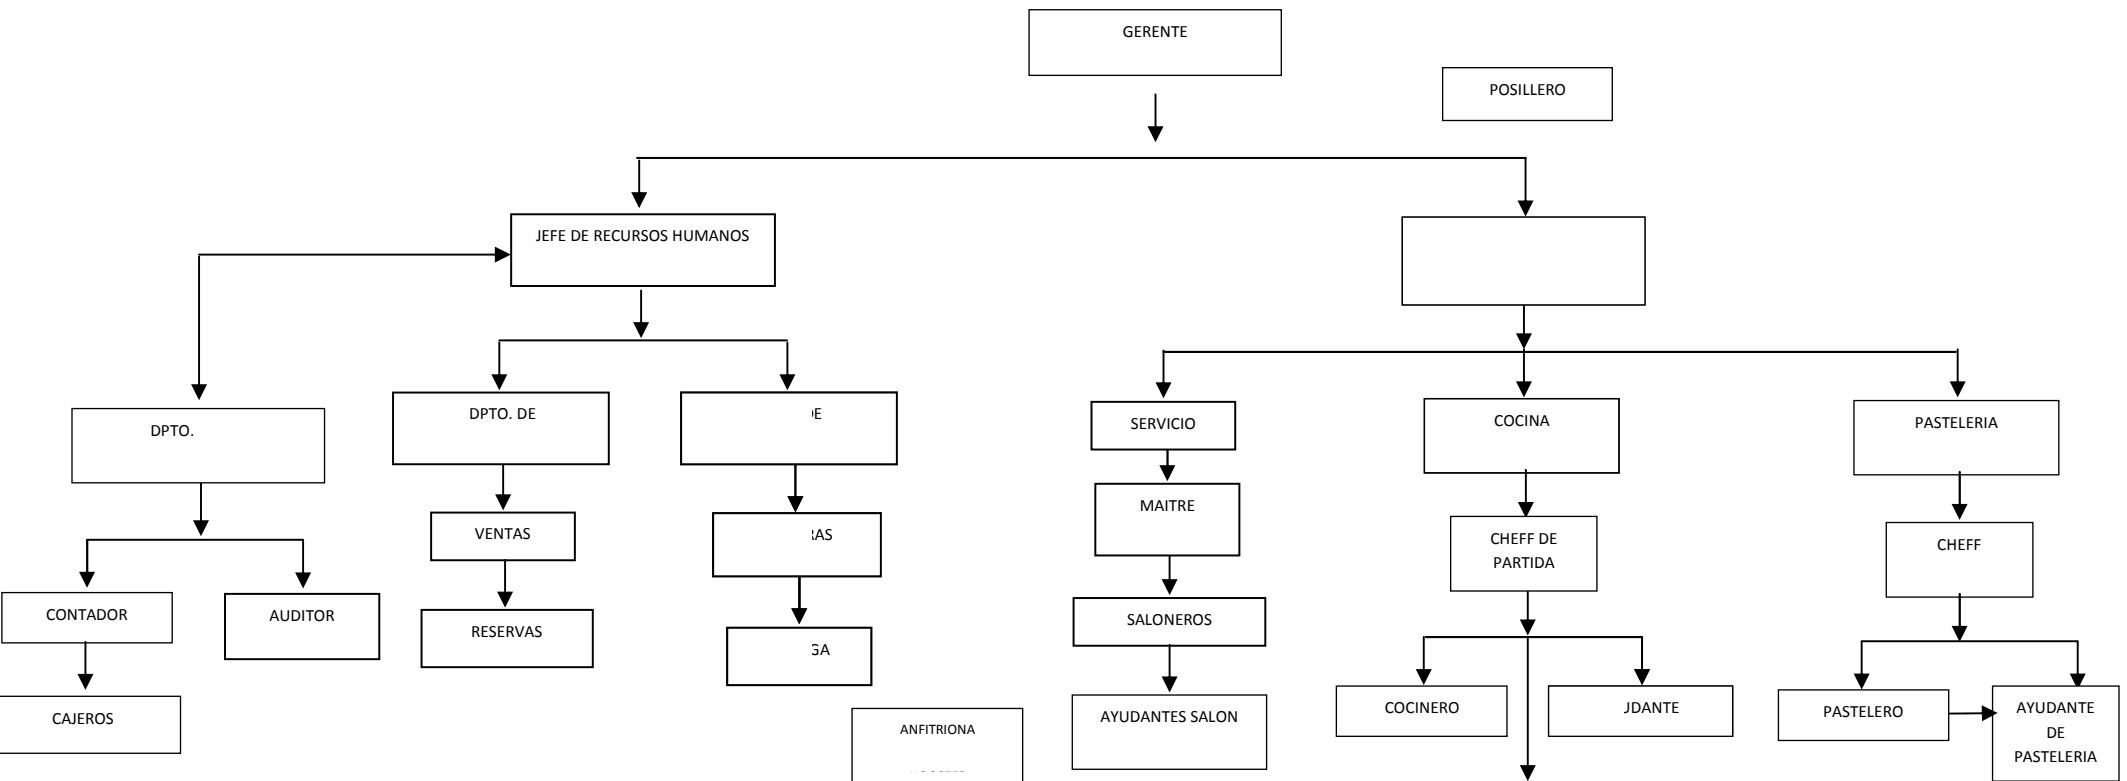 GERENTE
POSILLERO
JEFE DE RECURSOS HUMANOS
DPTO.
DPTO. DE
SERVICIO
COCINA
PASTELERIA
MAITRE
VENTAS
CHEFF DE
PARTIDA
CHEFF
CONTADOR
AUDITOR
RESERVAS
SALONEROS
CAJEROS
ANFITRIONA
AYUDANTES SALON
COCINERO
PASTELERO
AYUDANTE
DE
PASTELERIA